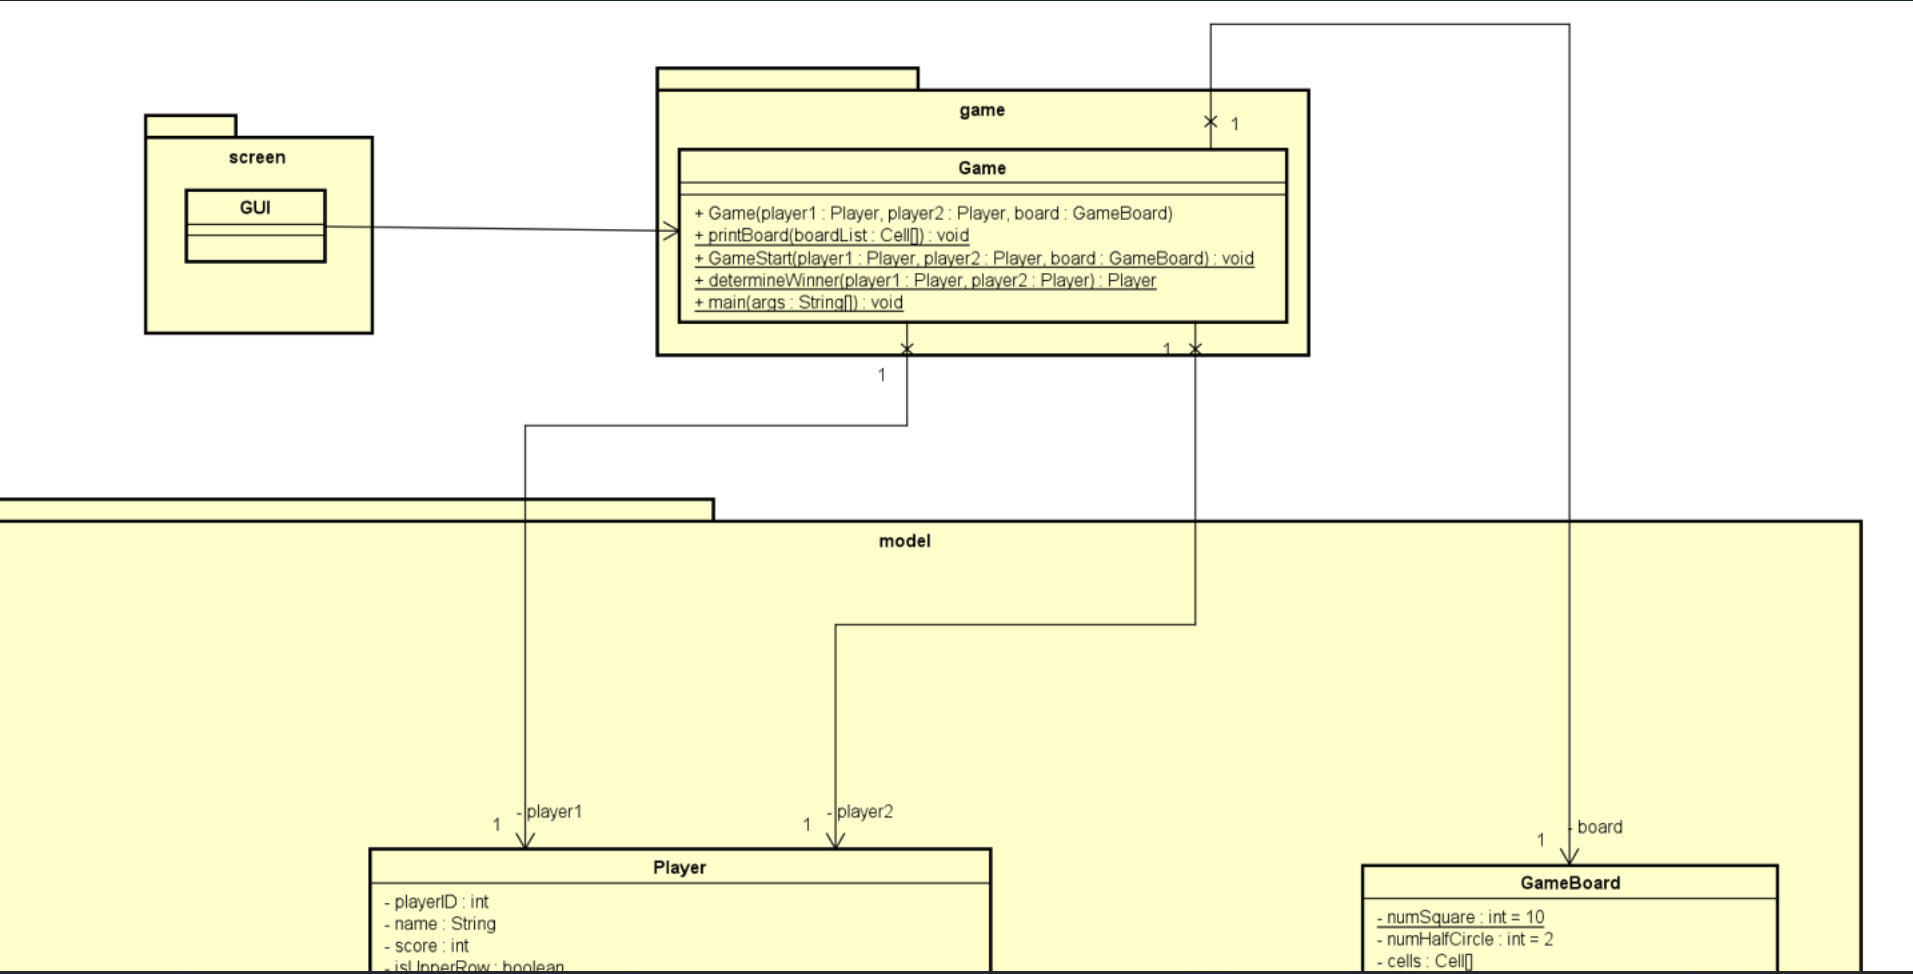 game
1
screen
Game
GUI
+ Game(player1 : Player, player2 : Player, board : GameBoard)
+ printBoard(boardList : Cell[]) : void
+ GameStart(player1 : Player, player2 : Player, board : GameBoard) : void
+ determineWinner(player1 : Player, player2 : Player) : Player
+ main(args : String[]) : void
1
1
model
- player1
1
- player2
1
- board
1
Player
- playerID : int
- name : String
- score : int
- isUpperRow : boolean
GameBoard
- numSquare : int = 10
- numHalfCircle : int = 2
- cells : Cell[]